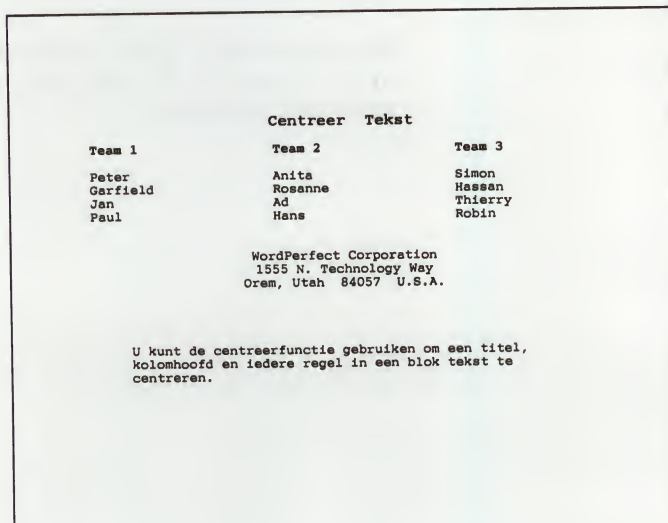 Centreer Tekst
Team 1 Team 2 Team 3
Peter Anita Simon
Garfield Rosanne Hassan
Jan Ad Thierry
Paul Hans Robin
WordPerfect Corporation
1555 N. Technology Way
Orem, Utah 84057 U.S.A.
U kunt de centreerfunctie gebruiken om een titel,
kolomhoofd en iedere regel in een blok tekst te
centreren.